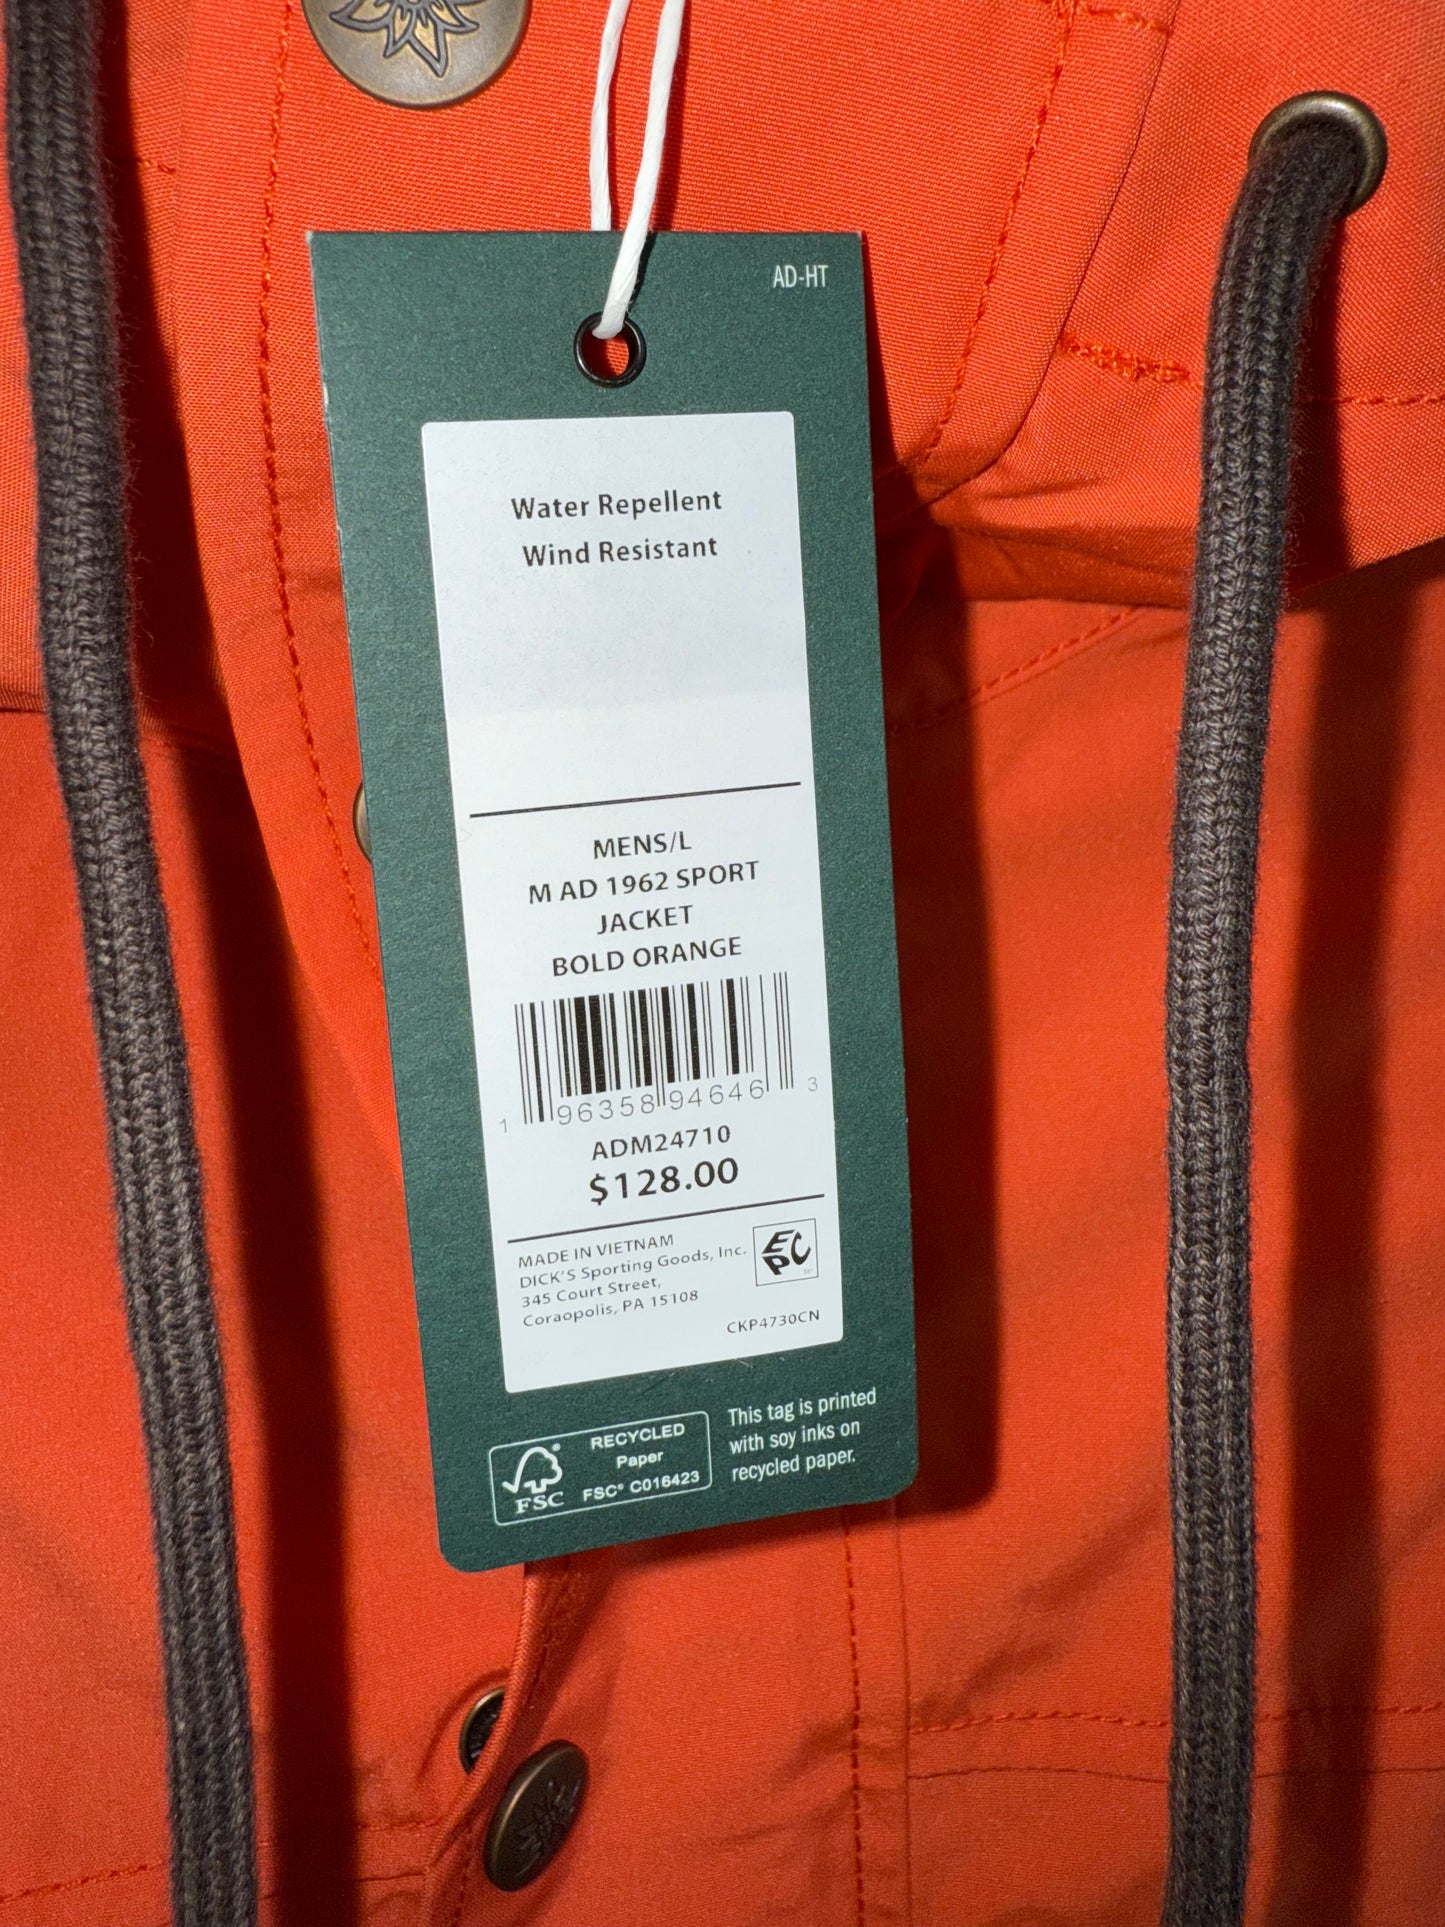 AD-HT
Water Repellent
Wind Resistant
MENS/L
M AD 1962 SPORT
JACKET
BOLD ORANGE
1 96358 94646 3
ADM24710
$128.00
MADE IN VIETNAM
DICK'S Sporting Goods, Inc.
345 Court Street,
Coraopolis, PA 15108
EPC
CKP4730CN
RECYCLED
Paper
FSC® C016423
FSC
This tag is printed
with soy inks on
recycled paper.